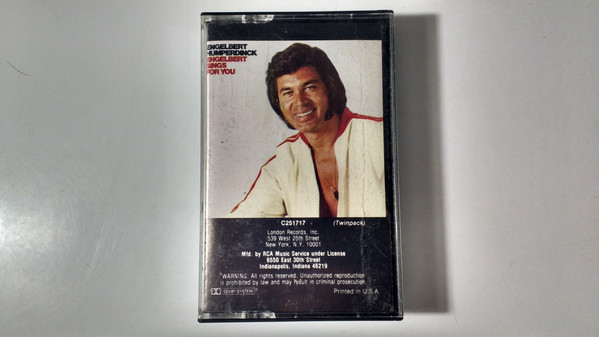 ENGELBERT
HUMPERDINCK
ENGELBERT
SINGS
FOR YOU
C251717 (Twinpack)
London Records, Inc.
539 West 25th Street
New York, N.Y. 10001
Mfd. by RCA Music Service under License
6550 East 30th Street
Indianapolis, Indiana 46219
"WARNING: All rights reserved. Unauthorized reproduction
is prohibited by law and may result in criminal prosecution."
DOLBY SYSTEM
Printed in U.S.A.